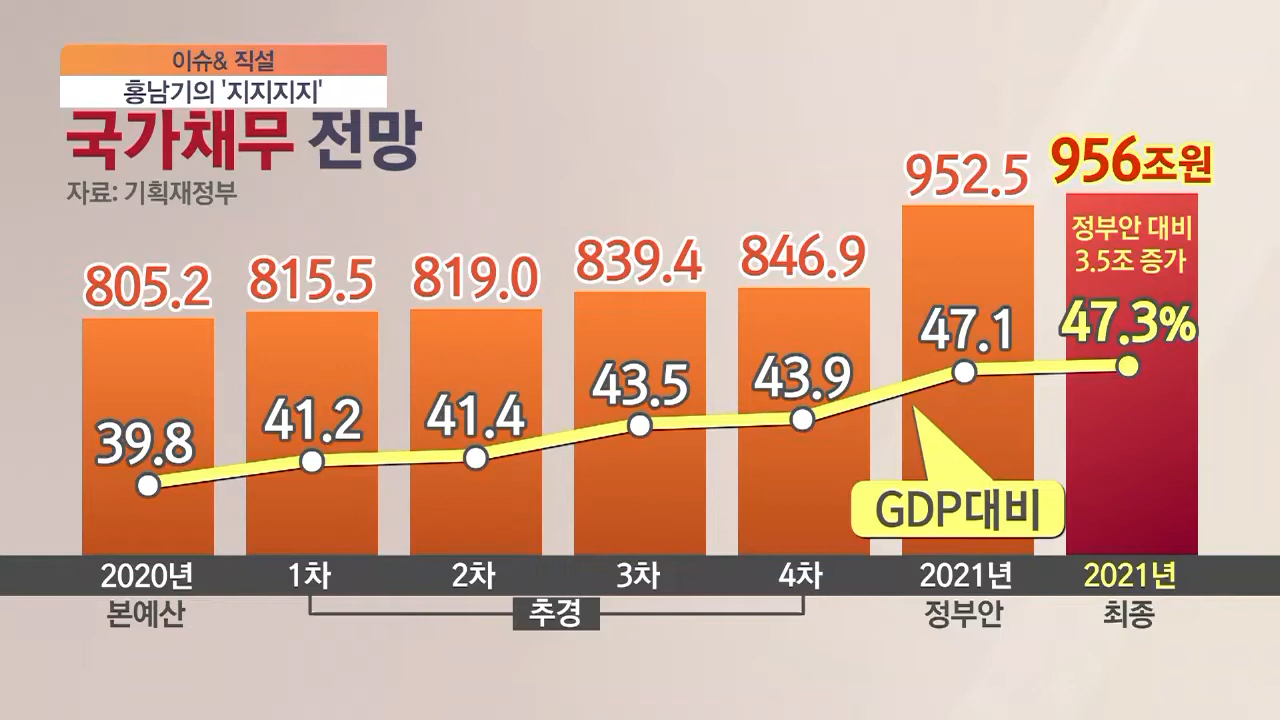 이슈& 직설
홍남기의 '지지지지'
국가채무 전망
자료: 기획재정부
805.2
815.5
819.0
839.4
846.9
952.5
956조원
정부안 대비
3.5조 증가
39.8
41.2
41.4
43.5
43.9
47.1
47.3%
GDP대비
2020년 1차 2차 3차 4차 2021년 2021년
본예산 추경 정부안 최종